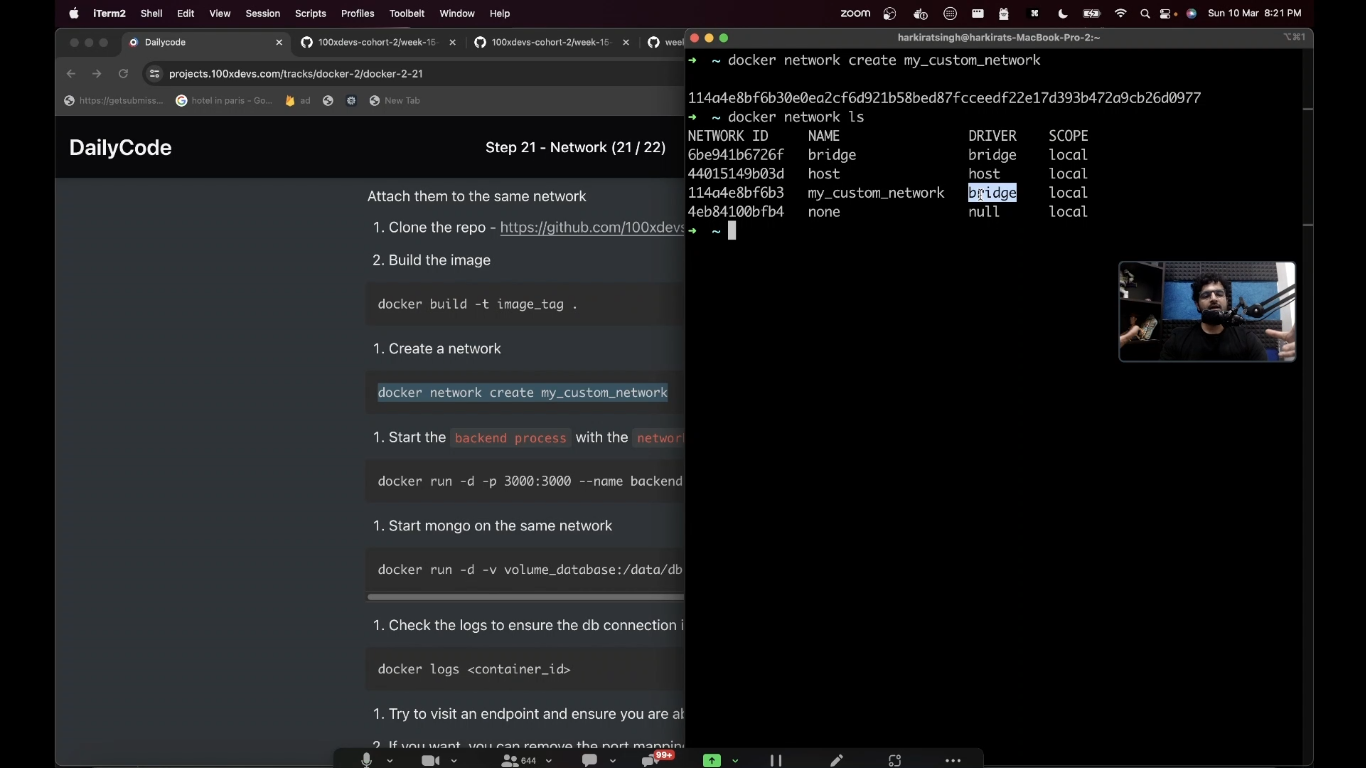 iTerm2 Shell Edit View Session Scripts Profiles Toolbelt Window Help zoom Sun 10 Mar 8:21 PM
Dailycode 100xdevs-cohort-2/week-15- 100xdevs-cohort-2/week-15-
projects.100xdevs.com/tracks/docker-2/docker-2-21
https://getsubmiss... hotel in paris - Go... ad New Tab
DailyCode
Step 21 - Network (21 / 22)
Attach them to the same network
1. Clone the repo - https://github.com/100xdevs
2. Build the image
docker build -t image_tag .
1. Create a network
docker network create my_custom_network
1. Start the backend process with the network
docker run -d -p 3000:3000 --name backend
1. Start mongo on the same network
docker run -d -v volume_database:/data/db
1. Check the logs to ensure the db connection i
docker logs <container_id>
1. Try to visit an endpoint and ensure you are ab
2. If you want, you can remove the port mapping
harkiratsingh@harkirats-MacBook-Pro-2:~ ⌥⌘1
➜ ~ docker network create my_custom_network
114a4e8bf6b30e0ea2cf6d921b58bed87fcceedf22e17d393b472a9cb26d0977
➜ ~ docker network ls
NETWORK ID NAME DRIVER SCOPE
6be941b6726f bridge bridge local
44015149b03d host host local
114a4e8bf6b3 my_custom_network bridge local
4eb84100bfb4 none null local
➜ ~
644 99+